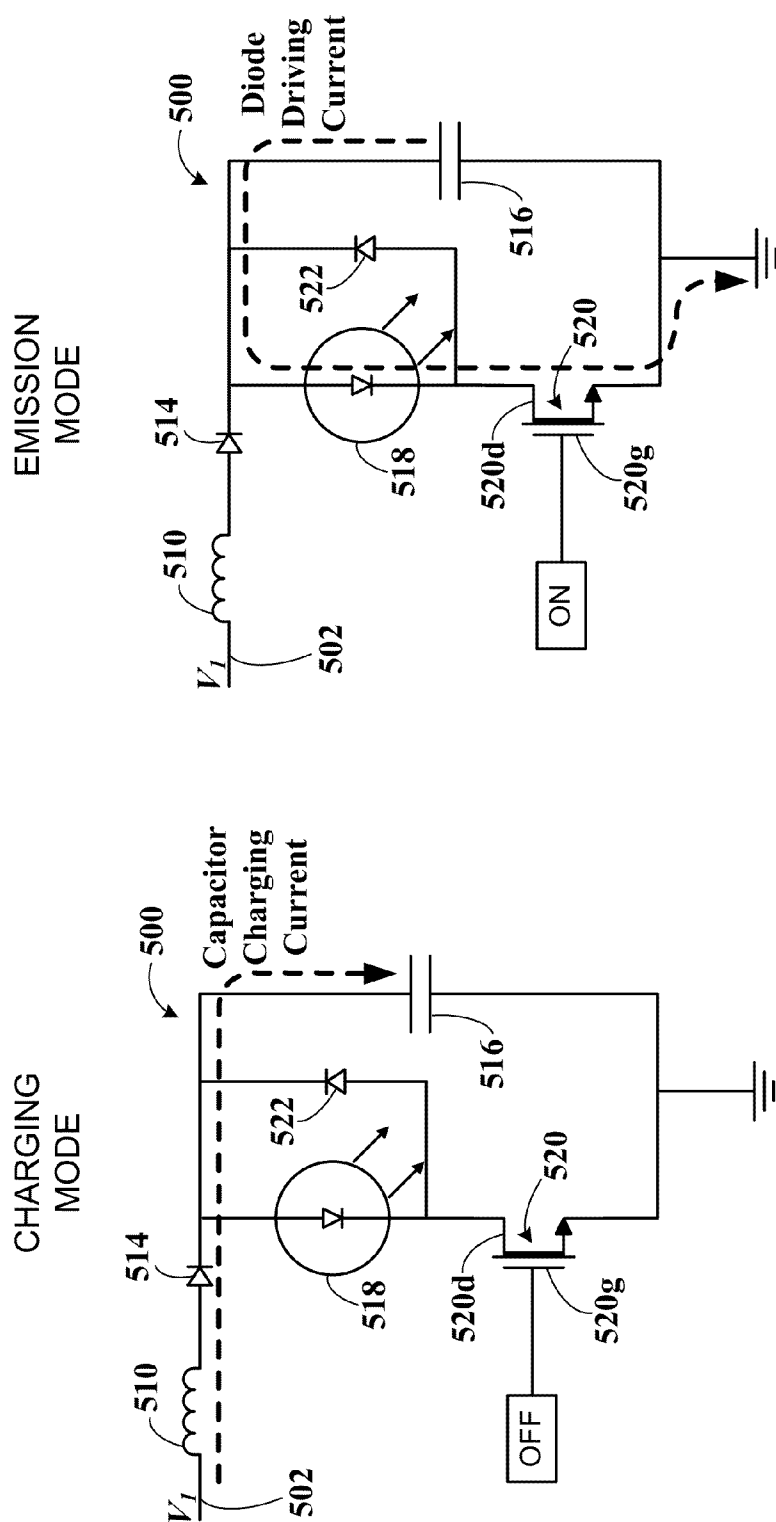 CHARGING
MODE
500
Capacitor
Charging
Current
514
510
V1
502
522
518
516
520
520d
520g
OFF
EMISSION
MODE
500
Diode
Driving
Current
514
510
V1
502
522
518
516
520
520d
520g
ON